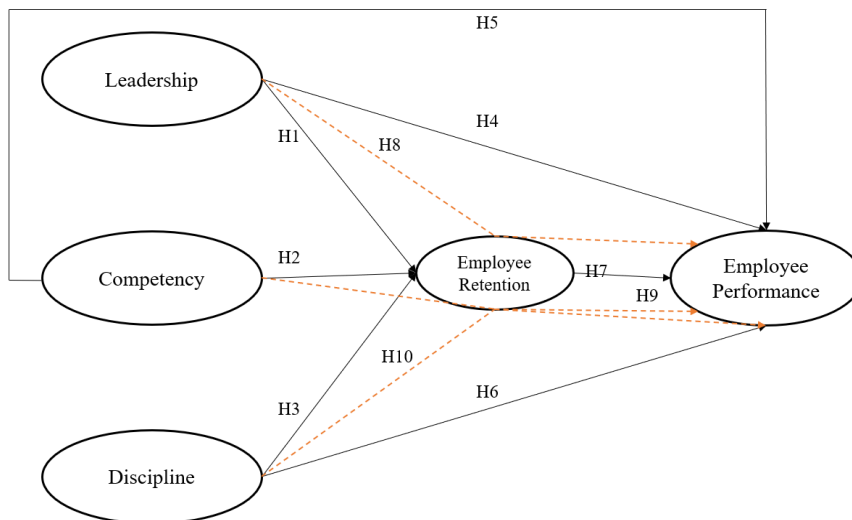 H5
Leadership
H4
H1
H8
Competency
H2
Employee
Retention
H7
Employee
Performance
H9
H10
H3
H6
Discipline